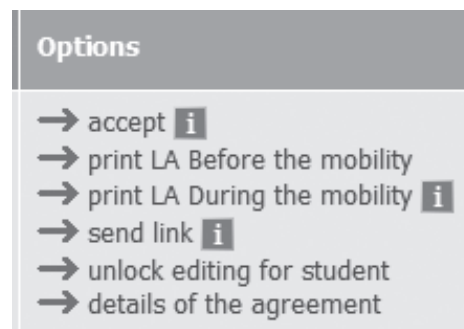 Options
→ accept i
→ print LA Before the mobility
→ print LA During the mobility i
→ send link i
→ unlock editing for student
→ details of the agreement